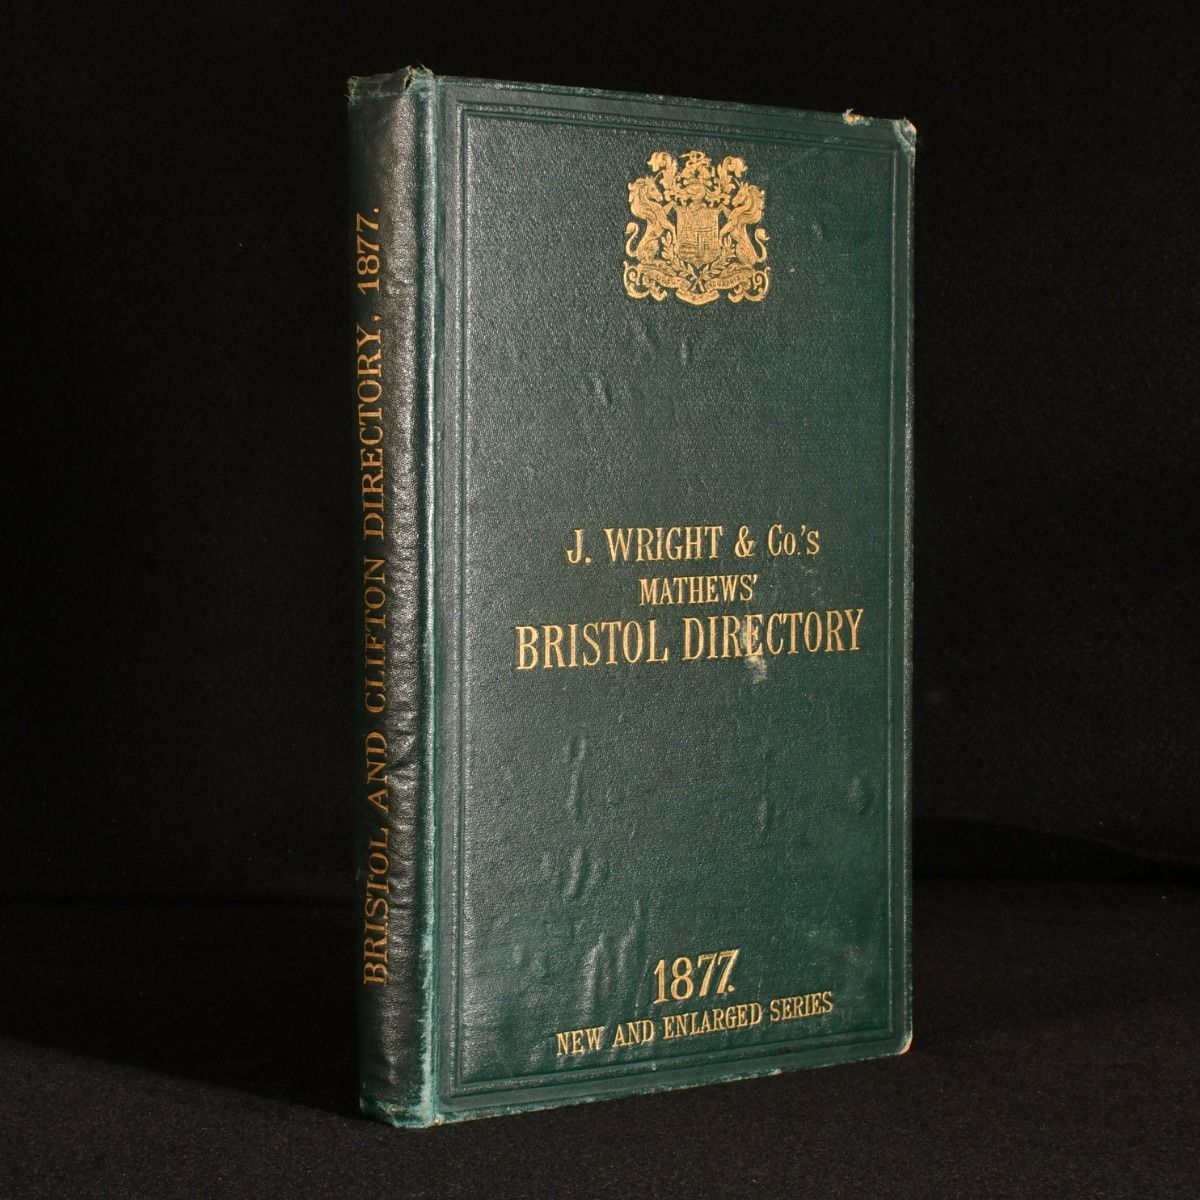 BRISTOL AND CLIFTON DIRECTORY, 1877.
J. WRIGHT & Co.'s
MATHEWS'
BRISTOL DIRECTORY
1877.
NEW AND ENLARGED SERIES